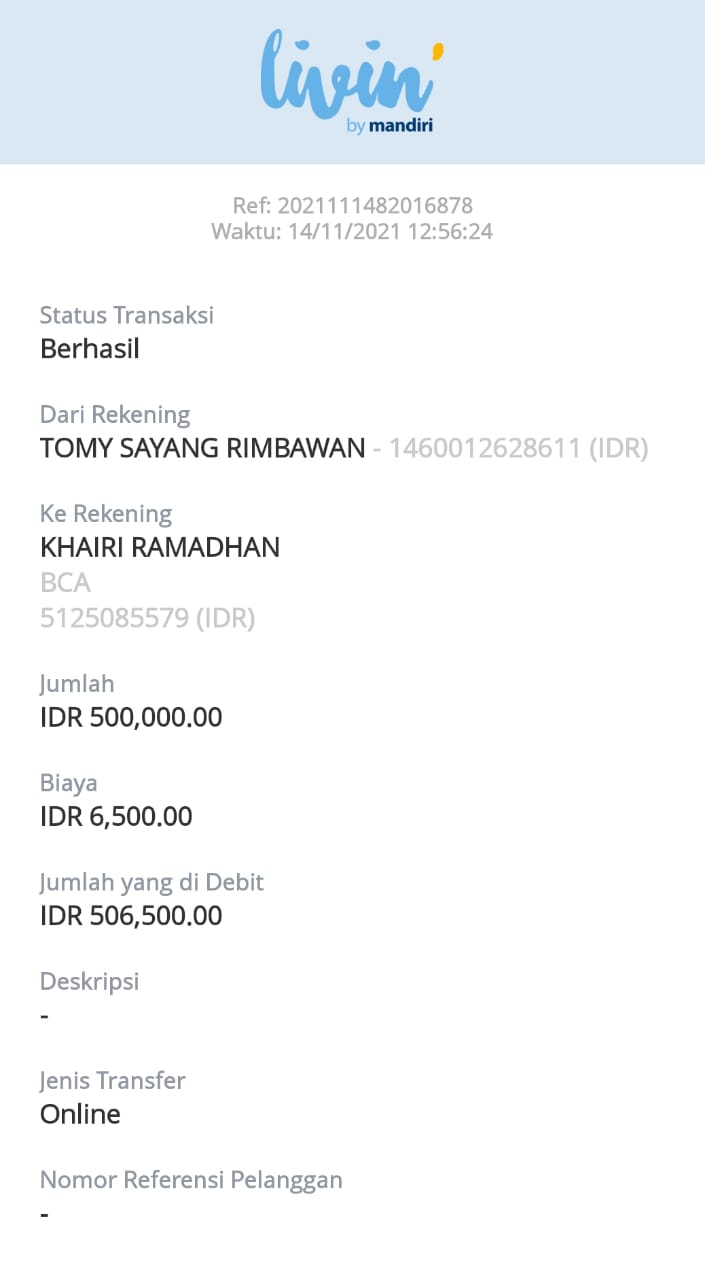 livin'
by mandiri
Ref: 2021111482016878
Waktu: 14/11/2021 12:56:24
Status Transaksi
Berhasil
Dari Rekening
TOMY SAYANG RIMBAWAN - 1460012628611 (IDR)
Ke Rekening
KHAIRI RAMADHAN
BCA
5125085579 (IDR)
Jumlah
IDR 500,000.00
Biaya
IDR 6,500.00
Jumlah yang di Debit
IDR 506,500.00
Deskripsi
-
Jenis Transfer
Online
Nomor Referensi Pelanggan
-